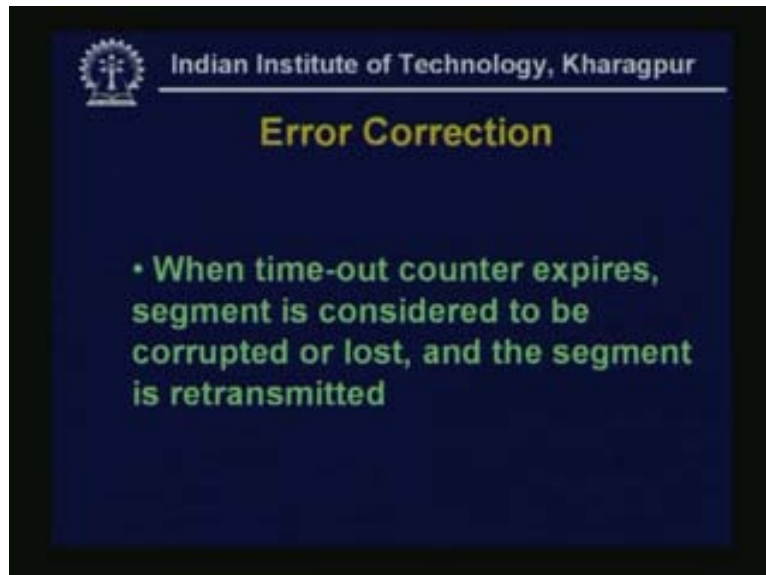 Indian Institute of Technology, Kharagpur
Error Correction
• When time-out counter expires,
segment is considered to be
corrupted or lost, and the segment
is retransmitted